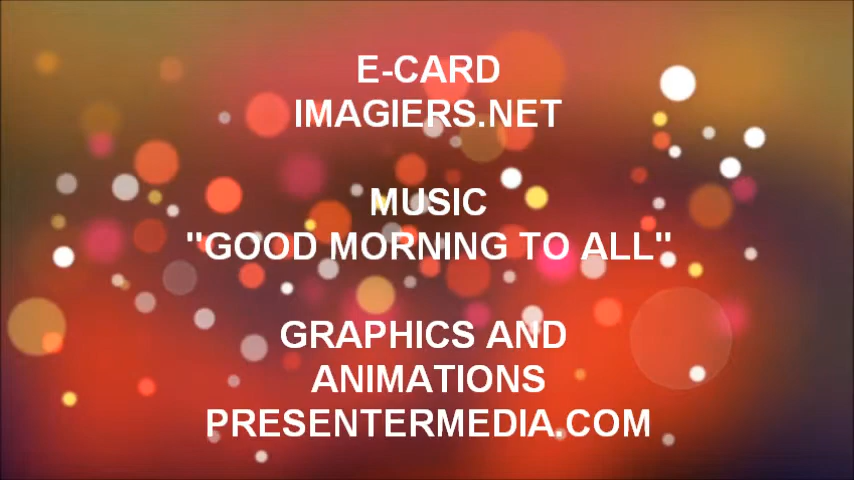 E-CARD
IMAGIERS.NET
MUSIC
"GOOD MORNING TO ALL"
GRAPHICS AND
ANIMATIONS
PRESENTERMEDIA.COM